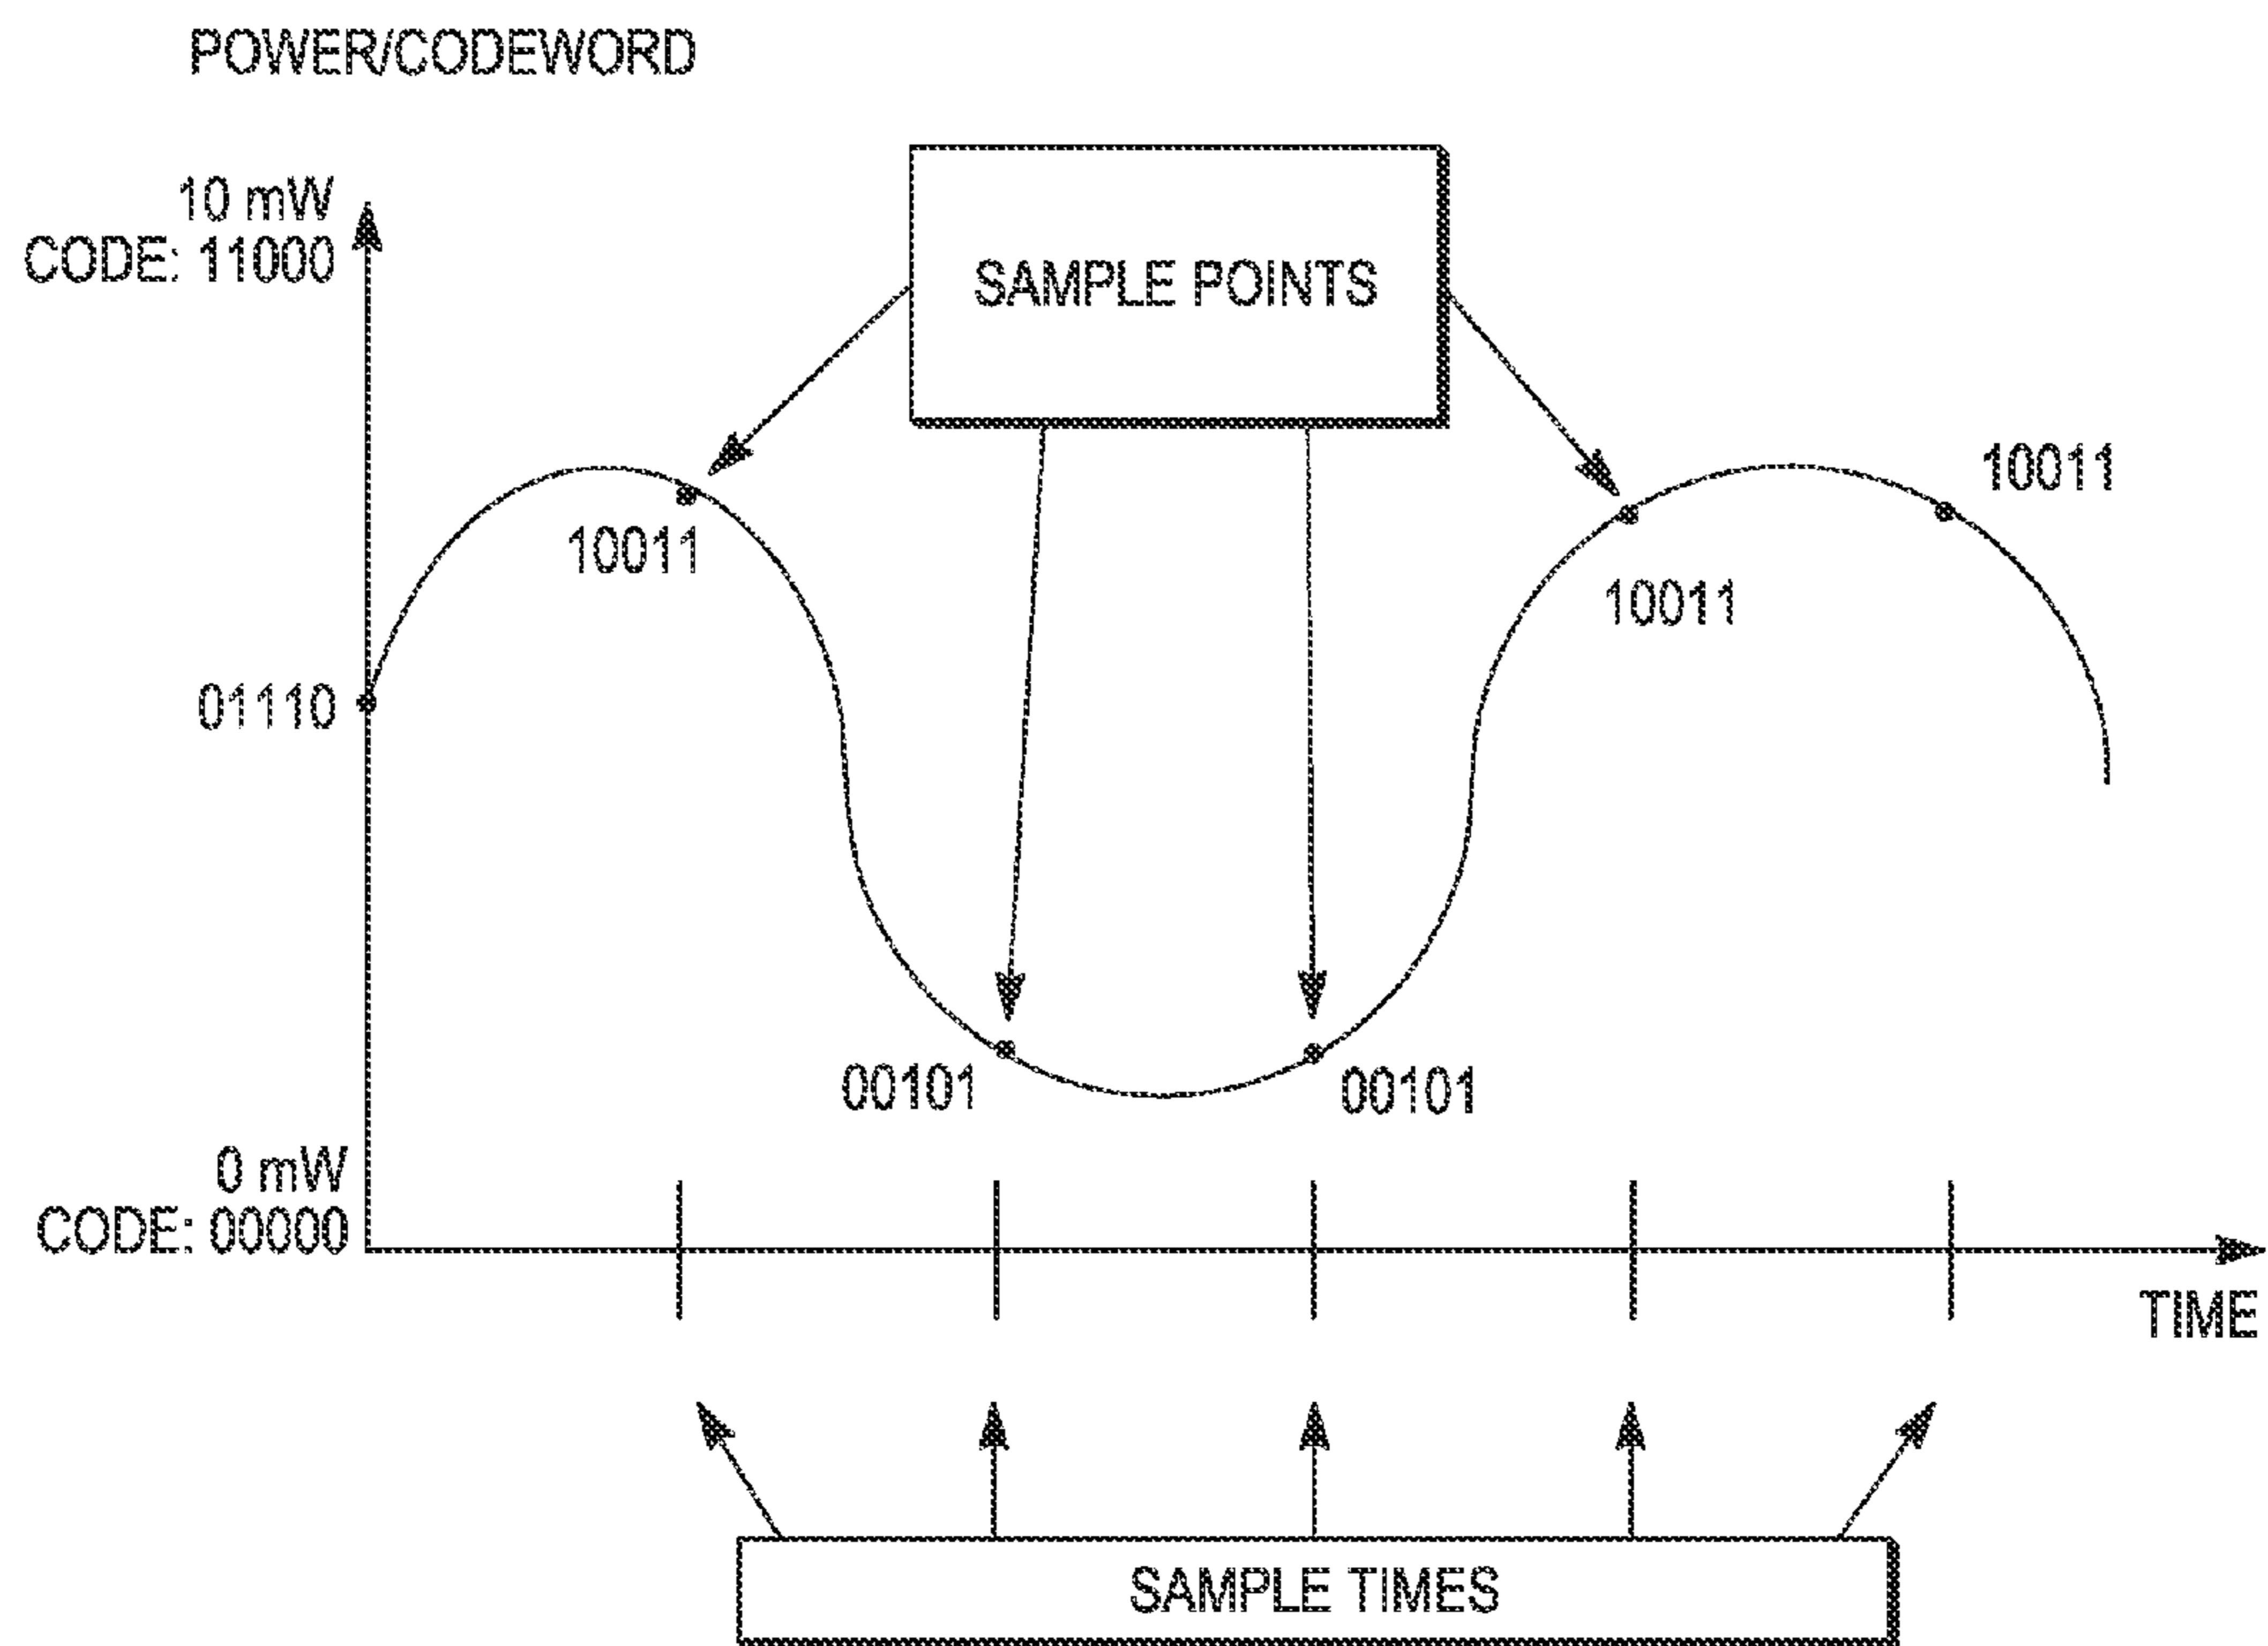 POWER/CODEWORD
10 mW
CODE: 11000
SAMPLE POINTS
10011
10011
10011
01110
00101
00101
0 mW
CODE: 00000
TIME
SAMPLE TIMES